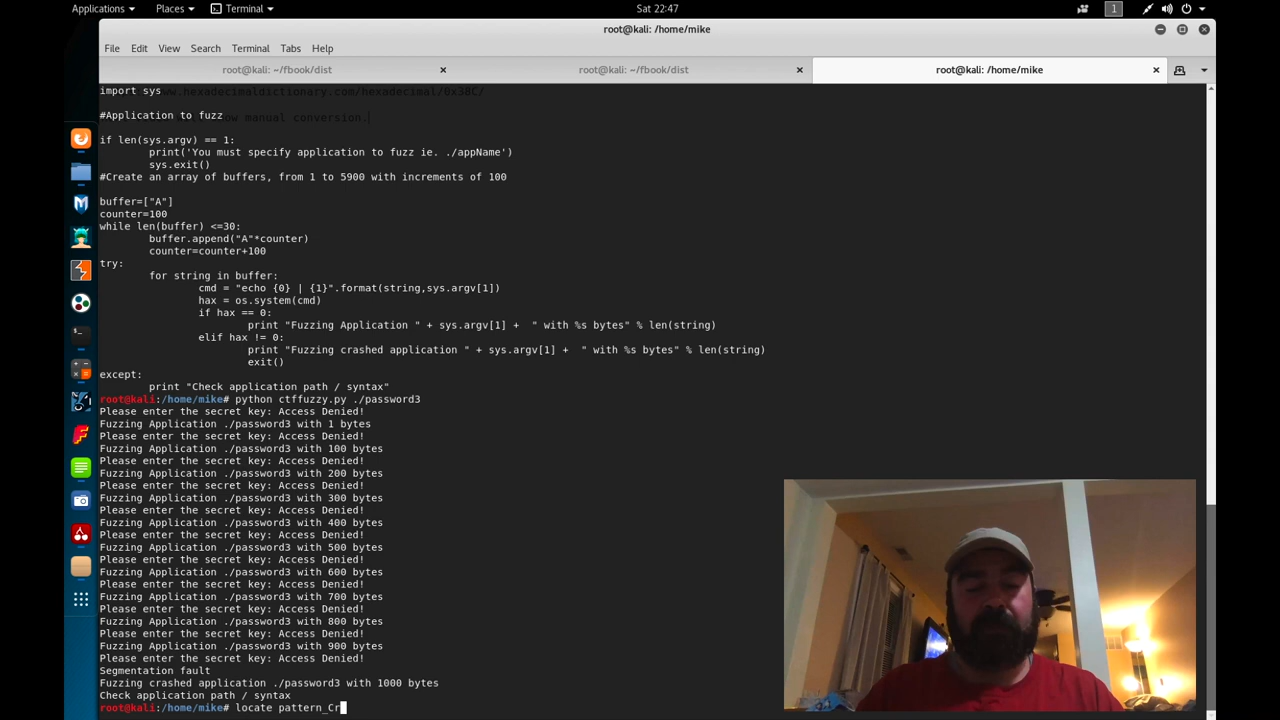 Applications Places Terminal Sat 22:47 1
root@kali: /home/mike
File Edit View Search Terminal Tabs Help
root@kali: ~/fbook/dist root@kali: ~/fbook/dist root@kali: /home/mike
import sys ww.hexadecimaldictionary.com/hexadecimal/0x38C/
#Application to fuzz ow manual conversion.
if len(sys.argv) == 1:
print('You must specify application to fuzz ie. ./appName')
sys.exit()
#Create an array of buffers, from 1 to 5900 with increments of 100
buffer=["A"]
counter=100
while len(buffer) <=30:
buffer.append("A"*counter)
counter=counter+100
try:
for string in buffer:
cmd = "echo {0} | {1}".format(string,sys.argv[1])
hax = os.system(cmd)
if hax == 0:
print "Fuzzing Application " + sys.argv[1] +  " with %s bytes" % len(string)
elif hax != 0:
print "Fuzzing crashed application " + sys.argv[1] +  " with %s bytes" % len(string)
exit()
except:
print "Check application path / syntax"
root@kali:/home/mike# python ctffuzzy.py ./password3
Please enter the secret key: Access Denied!
Fuzzing Application ./password3 with 1 bytes
Please enter the secret key: Access Denied!
Fuzzing Application ./password3 with 100 bytes
Please enter the secret key: Access Denied!
Fuzzing Application ./password3 with 200 bytes
Please enter the secret key: Access Denied!
Fuzzing Application ./password3 with 300 bytes
Please enter the secret key: Access Denied!
Fuzzing Application ./password3 with 400 bytes
Please enter the secret key: Access Denied!
Fuzzing Application ./password3 with 500 bytes
Please enter the secret key: Access Denied!
Fuzzing Application ./password3 with 600 bytes
Please enter the secret key: Access Denied!
Fuzzing Application ./password3 with 700 bytes
Please enter the secret key: Access Denied!
Fuzzing Application ./password3 with 800 bytes
Please enter the secret key: Access Denied!
Fuzzing Application ./password3 with 900 bytes
Please enter the secret key: Access Denied!
Segmentation fault
Fuzzing crashed application ./password3 with 1000 bytes
Check application path / syntax
root@kali:/home/mike# locate pattern_Cr